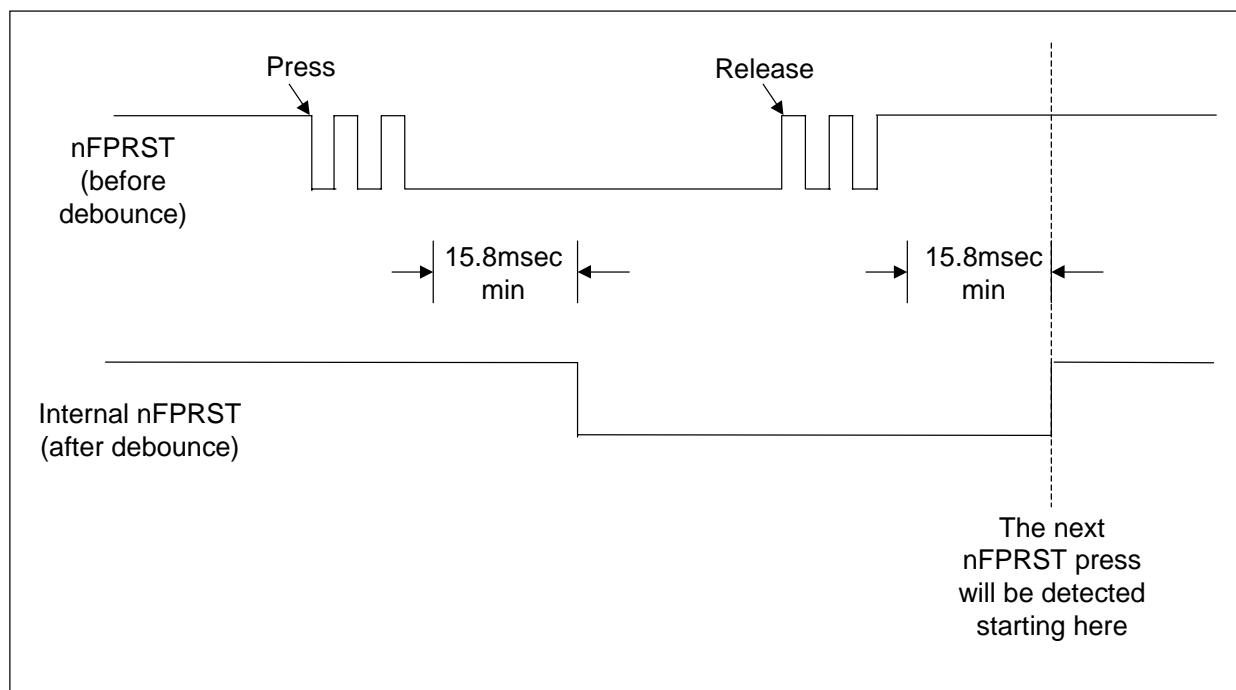 Press
Release
nFPRST
(before
debounce)
15.8msec
min
15.8msec
min
Internal nFPRST
(after debounce)
The next
nFPRST press
will be detected
starting here